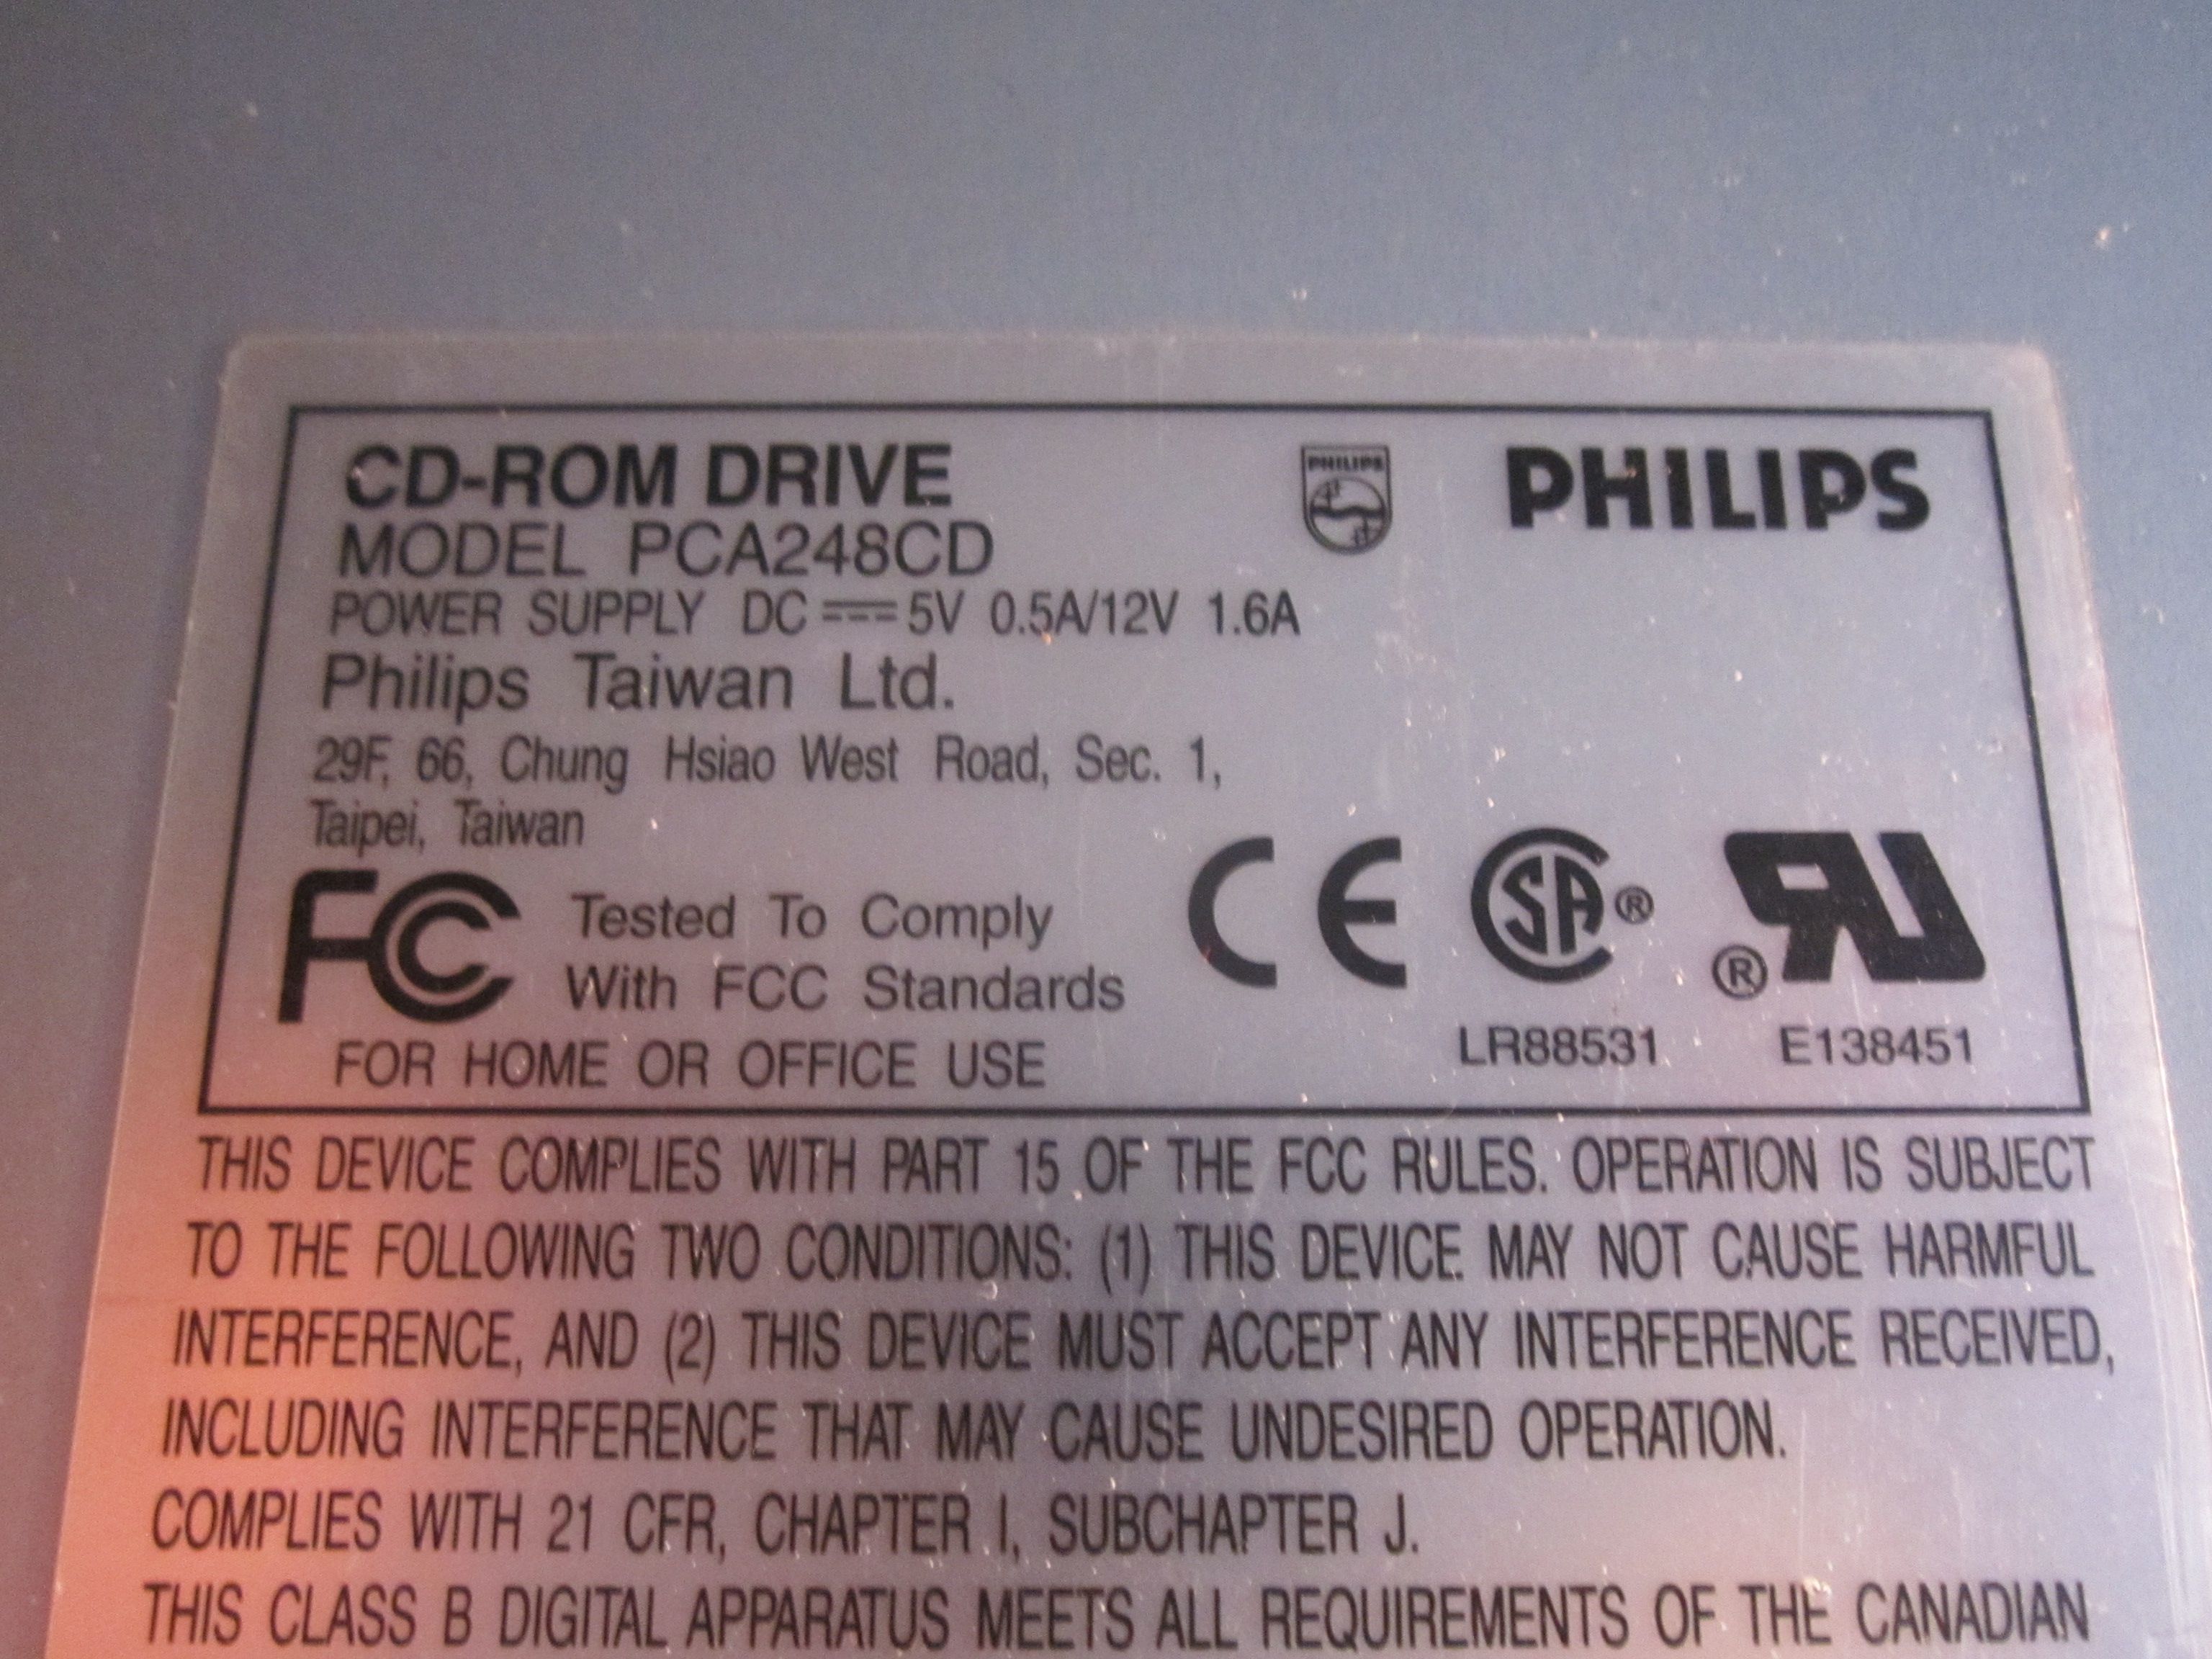 CD-ROM DRIVE
PHILIPS
PHILIPS
MODEL PCA248CD
POWER SUPPLY DC 5V 0.5A/12V 1.6A
Philips Taiwan Ltd.
29F, 66, Chung Hsiao West Road, Sec. 1,
Taipei, Taiwan
FC Tested To Comply
With FCC Standards
CE SA® ®RU
LR88531 E138451
FOR HOME OR OFFICE USE
THIS DEVICE COMPLIES WITH PART 15 OF THE FCC RULES. OPERATION IS SUBJECT
TO THE FOLLOWING TWO CONDITIONS: (1) THIS DEVICE MAY NOT CAUSE HARMFUL
INTERFERENCE, AND (2) THIS DEVICE MUST ACCEPT ANY INTERFERENCE RECEIVED,
INCLUDING INTERFERENCE THAT MAY CAUSE UNDESIRED OPERATION.
COMPLIES WITH 21 CFR, CHAPTER I, SUBCHAPTER J.
THIS CLASS B DIGITAL APPARATUS MEETS ALL REQUIREMENTS OF THE CANADIAN